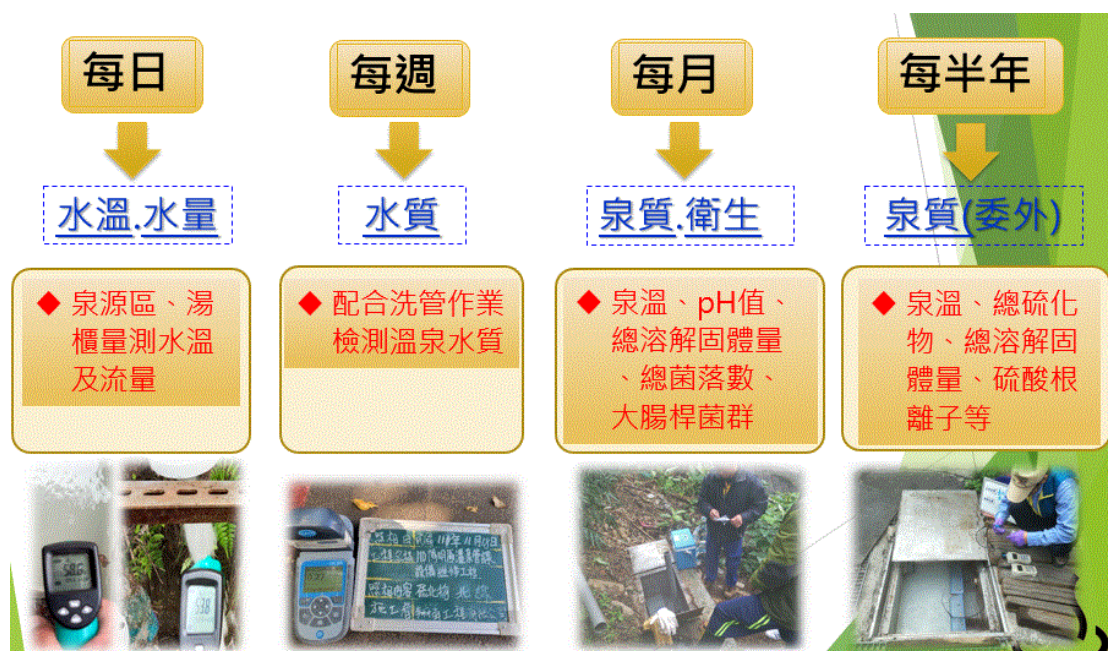 每日
每週
每月
每半年
水溫.水量
水質
泉質.衛生
泉質(委外)
◆ 泉源區、湯
櫃量測水溫
及流量
◆ 配合洗管作業
檢測溫泉水質
◆ 泉溫、pH值、
總溶解固體量
、總菌落數、
大腸桿菌群
◆ 泉溫、總硫化
物、總溶解固
體量、硫酸根
離子等